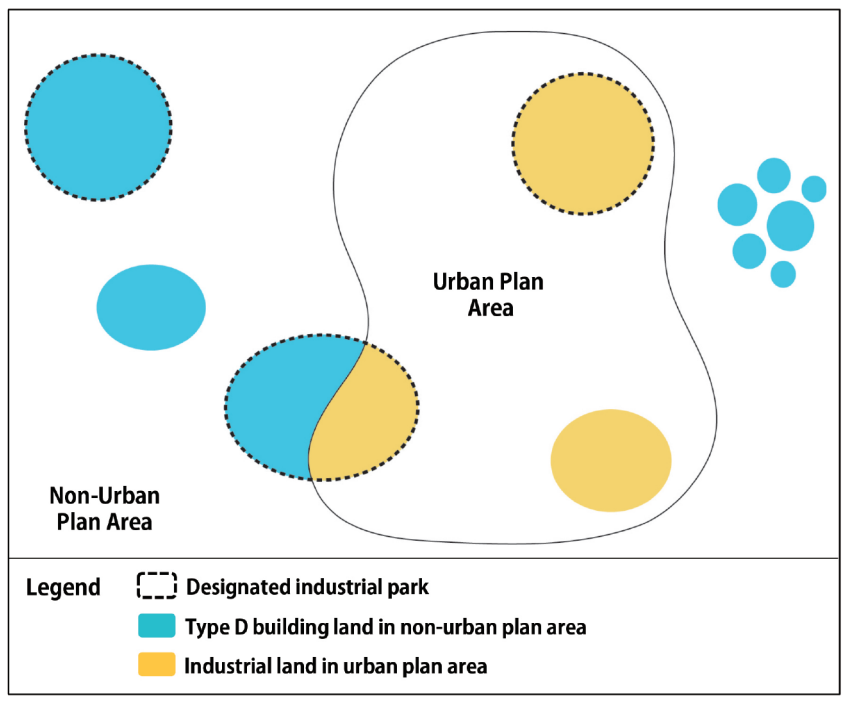 Urban Plan
Area
Non-Urban
Plan Area
Legend
Designated industrial park
Type D building land in non-urban plan area
Industrial land in urban plan area